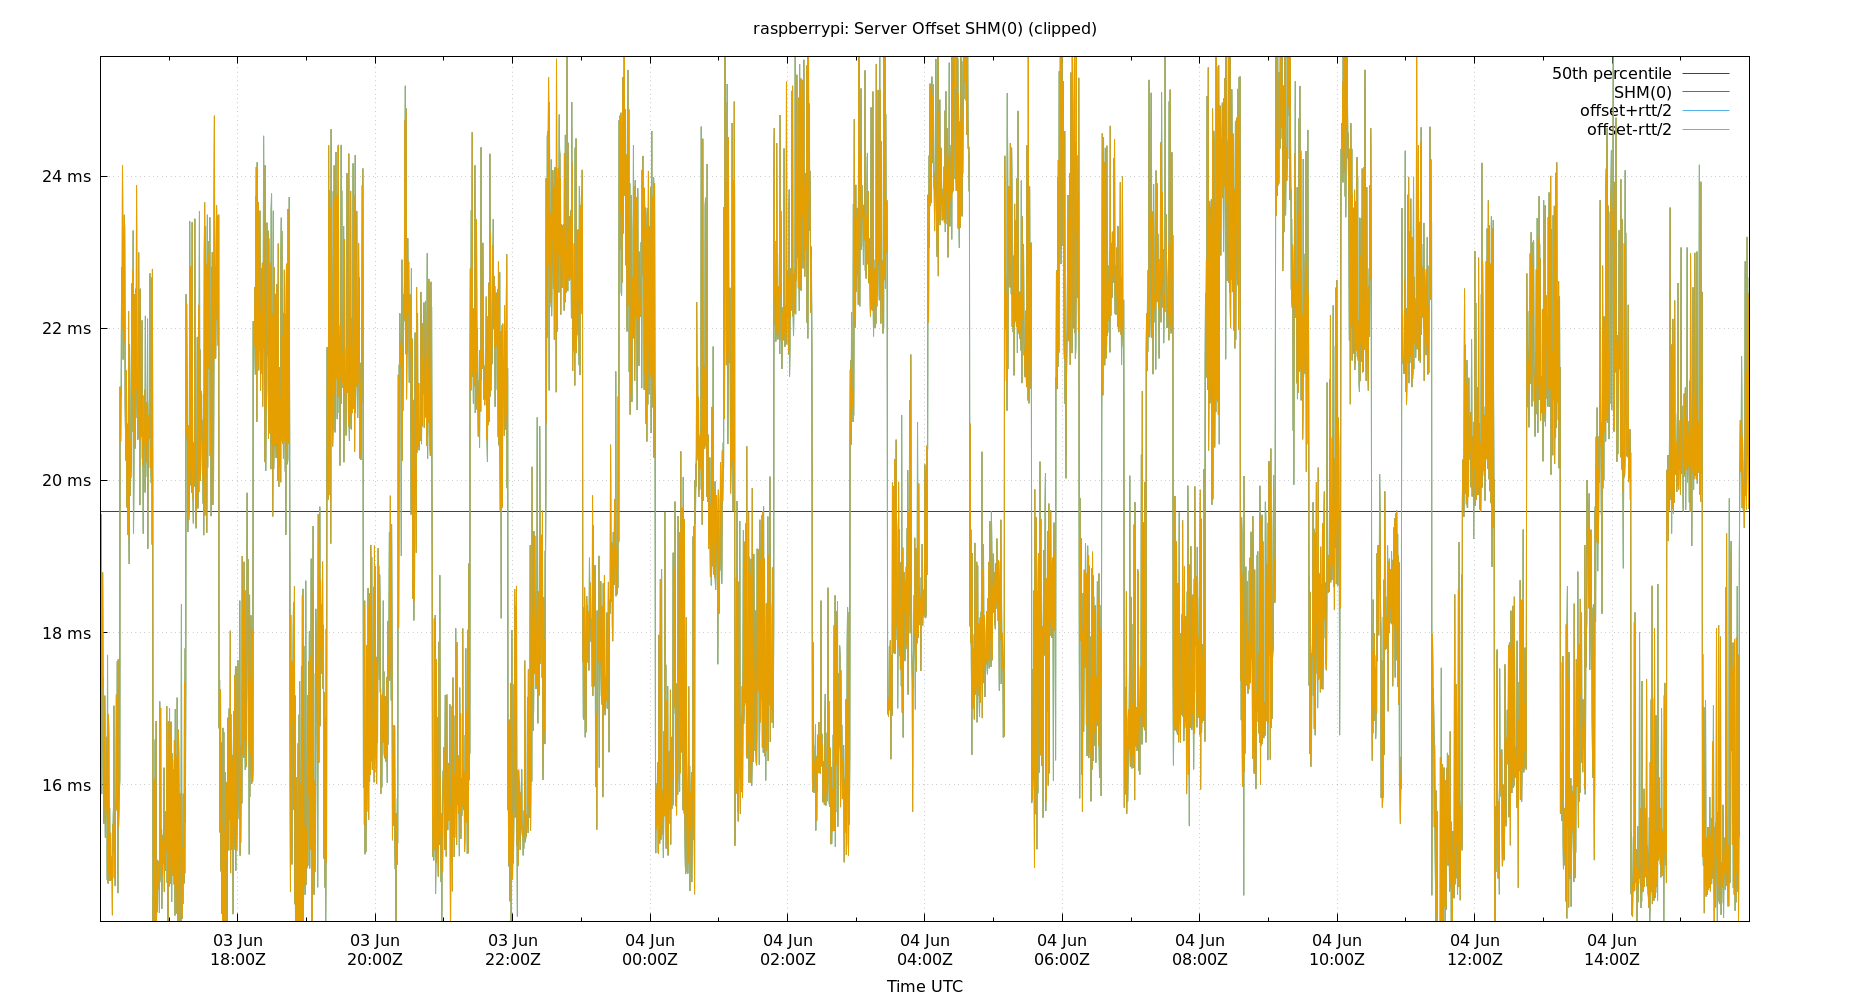 raspberrypi: Server Offset SHM(0) (clipped)
50th percentile
SHM(0)
offset+rtt/2
offset-rtt/2
24 ms
22 ms
20 ms
18 ms
16 ms
03 Jun 03 Jun 03 Jun 04 Jun 04 Jun 04 Jun 04 Jun 04 Jun 04 Jun 04 Jun 04 Jun
18:00Z 20:00Z 22:00Z 00:00Z 02:00Z 04:00Z 06:00Z 08:00Z 10:00Z 12:00Z 14:00Z
Time UTC